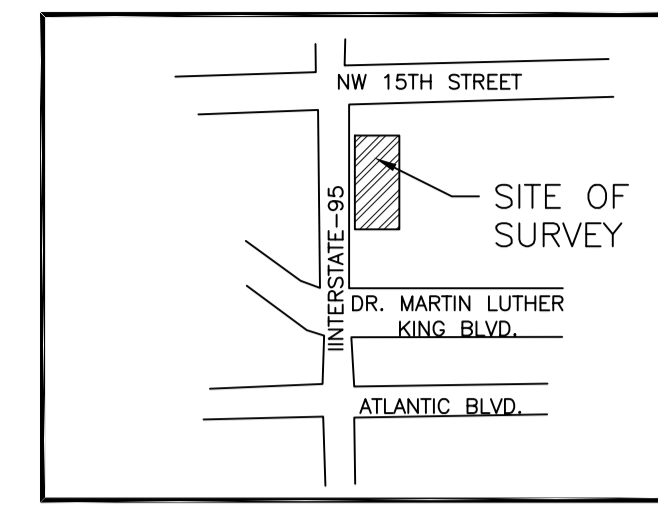 NW 15TH STREET
SITE OF
SURVEY
IINTERSTATE-95
DR. MARTIN LUTHER
KING BLVD.
ATLANTIC BLVD.